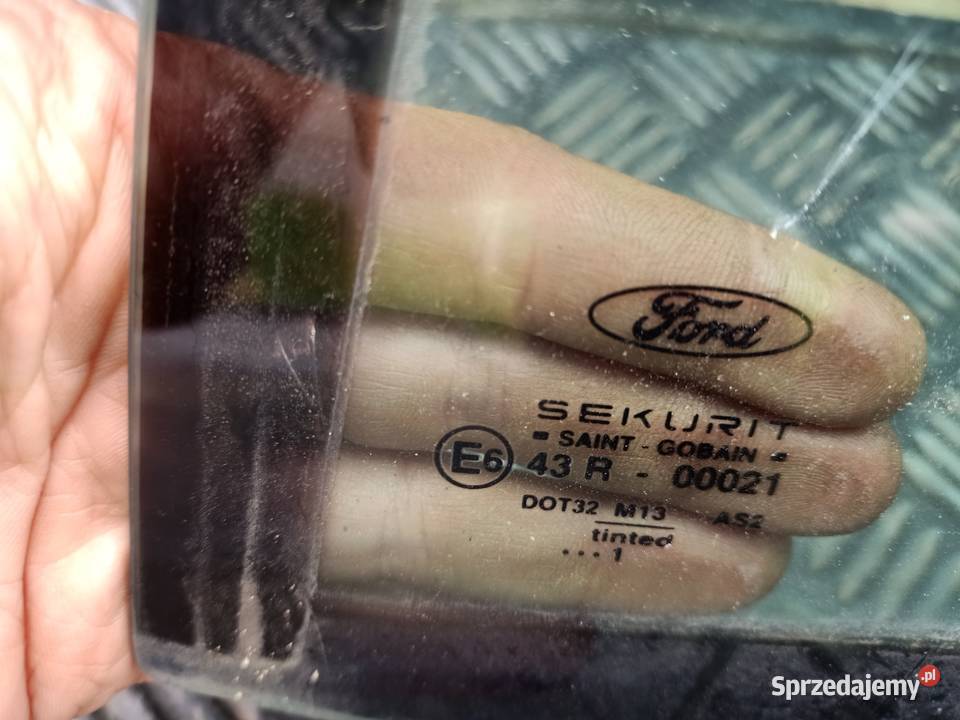 Ford
SEKURIT
= SAINT - GOBAIN =
E6 43 R - 00021
DOT32 M13 AS2
tinted
... 1
Sprzedajemy.pl